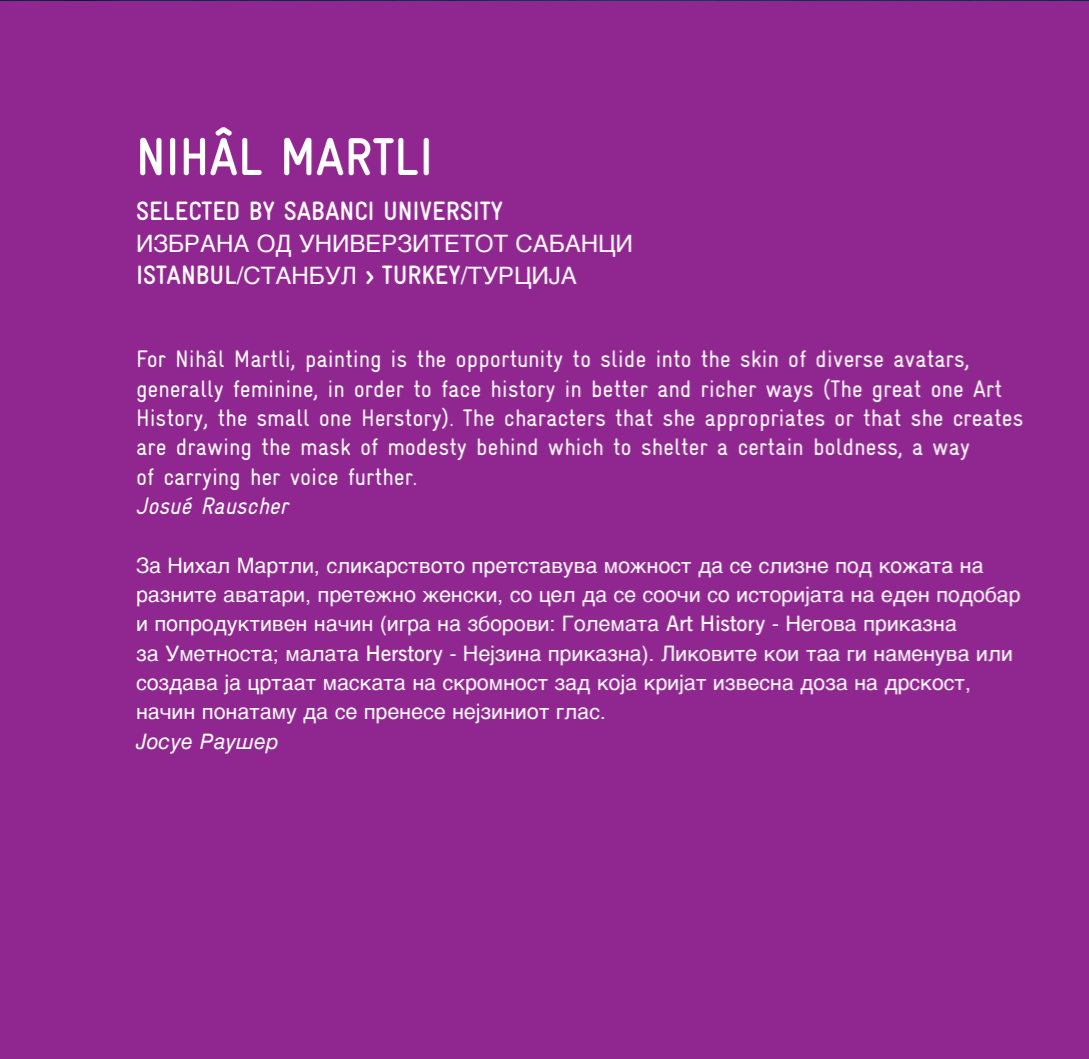 NIHÂL MARTLI
SELECTED BY SABANCI UNIVERSITY
ИЗБРАНА ОД УНИВЕРЗИТЕТОТ САБАНЦИ
ISTANBUL/СТАНБУЛ › TURKEY/ТУРЦИЈА
For Nihâl Martli, painting is the opportunity to slide into the skin of diverse avatars,
generally feminine, in order to face history in better and richer ways (The great one Art
History, the small one Herstory). The characters that she appropriates or that she creates
are drawing the mask of modesty behind which to shelter a certain boldness, a way
of carrying her voice further.
Josué Rauscher
За Нихал Мартли, сликарството претставува можност да се слизне под кожата на
разните аватари, претежно женски, со цел да се соочи со историјата на еден подобар
и попродуктивен начин (игра на зборови: Големата Art History - Негова приказна
за Уметноста; малата Herstory - Нејзина приказна). Ликовите кои таа ги наменува или
создава ја цртаат маската на скромност зад која кријат извесна доза на дрскост,
начин понатаму да се пренесе нејзиниот глас.
Јосуе Раушер